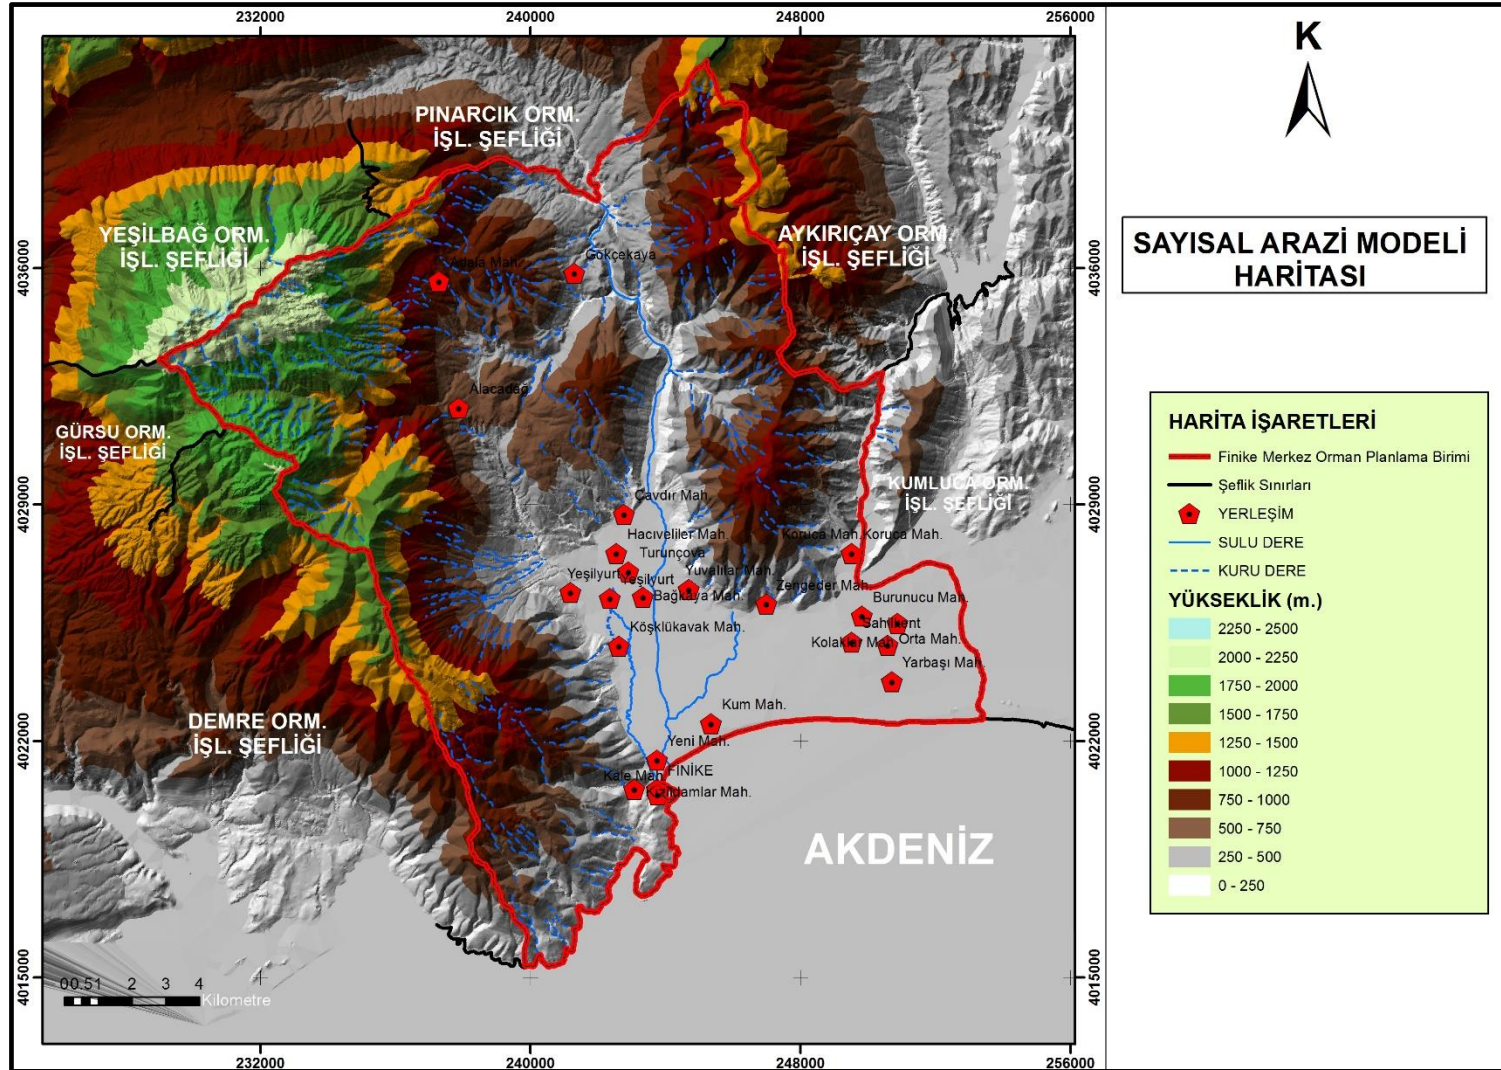 232000
240000
248000
256000
K
PINARCIK ORM.
İŞL. ŞEFLİĞİ
YEŞİLBAĞ ORM.
İŞL. ŞEFLİĞİ
AYKIRIÇAY ORM.
İŞL. ŞEFLİĞİ
SAYISAL ARAZİ MODELİ
HARİTASI
4036000
4036000
Gökçekaya
Alacadağ
GÜRSU ORM.
İŞL. ŞEFLİĞİ
KUMLUCA ORM.
İŞL. ŞEFLİĞİ
4029000
4029000
Çavdır Mah.
Hacıveliler Mah.
Koruca Mah.
Koruca Mah.
Turunçova
Yuvalılar Mah.
Yeşilyurt
Yeşilyurt
Zengeder Mah.
Bağkaya Mah.
Burunucu Mah.
Sahilkent
Köşklükavak Mah.
Kolaklar Mah.
Orta Mah.
Yarbaşı Mah.
DEMRE ORM.
İŞL. ŞEFLİĞİ
Kum Mah.
4022000
4022000
Yeni Mah.
FİNİKE
Kale Mah.
Kızıldamlar Mah.
AKDENİZ
4015000
4015000
0 0.5 1 2 3 4
Kilometre
232000
240000
248000
256000
HARİTA İŞARETLERİ
Finike Merkez Orman Planlama Birimi
Şeflik Sınırları
YERLEŞİM
SULU DERE
KURU DERE
YÜKSEKLİK (m.)
2250 - 2500
2000 - 2250
1750 - 2000
1500 - 1750
1250 - 1500
1000 - 1250
750 - 1000
500 - 750
250 - 500
0 - 250